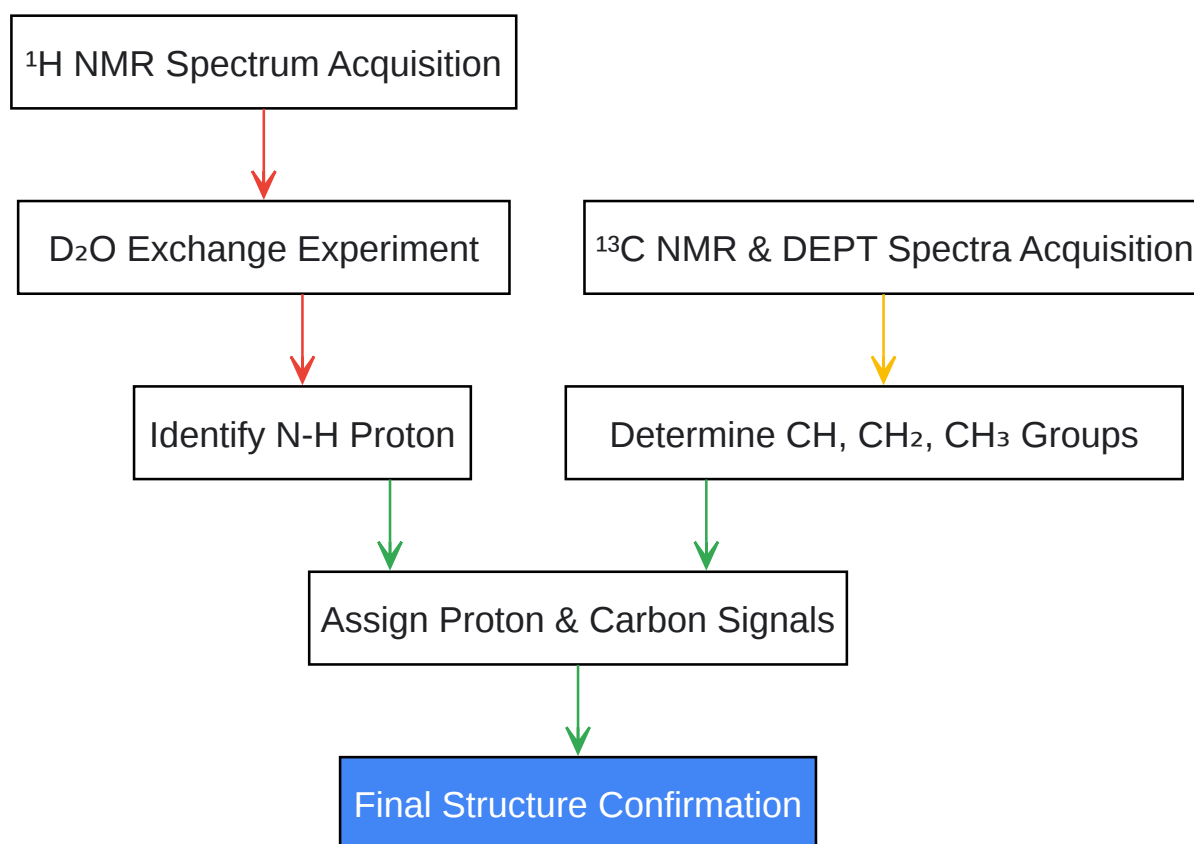 ¹H NMR Spectrum Acquisition
D₂O Exchange Experiment
¹³C NMR & DEPT Spectra Acquisition
Identify N-H Proton
Determine CH, CH₂, CH₃ Groups
Assign Proton & Carbon Signals
Final Structure Confirmation